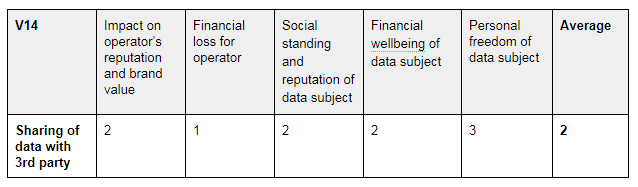 V14
Impact on
operator's
reputation
and brand
value
Financial
loss for
operator
Social
standing
and
reputation of
data subject
Financial
wellbeing of
data subject
Personal
freedom of
data subject
Average
Sharing of
data with
3rd party
2
1
2
2
3
2